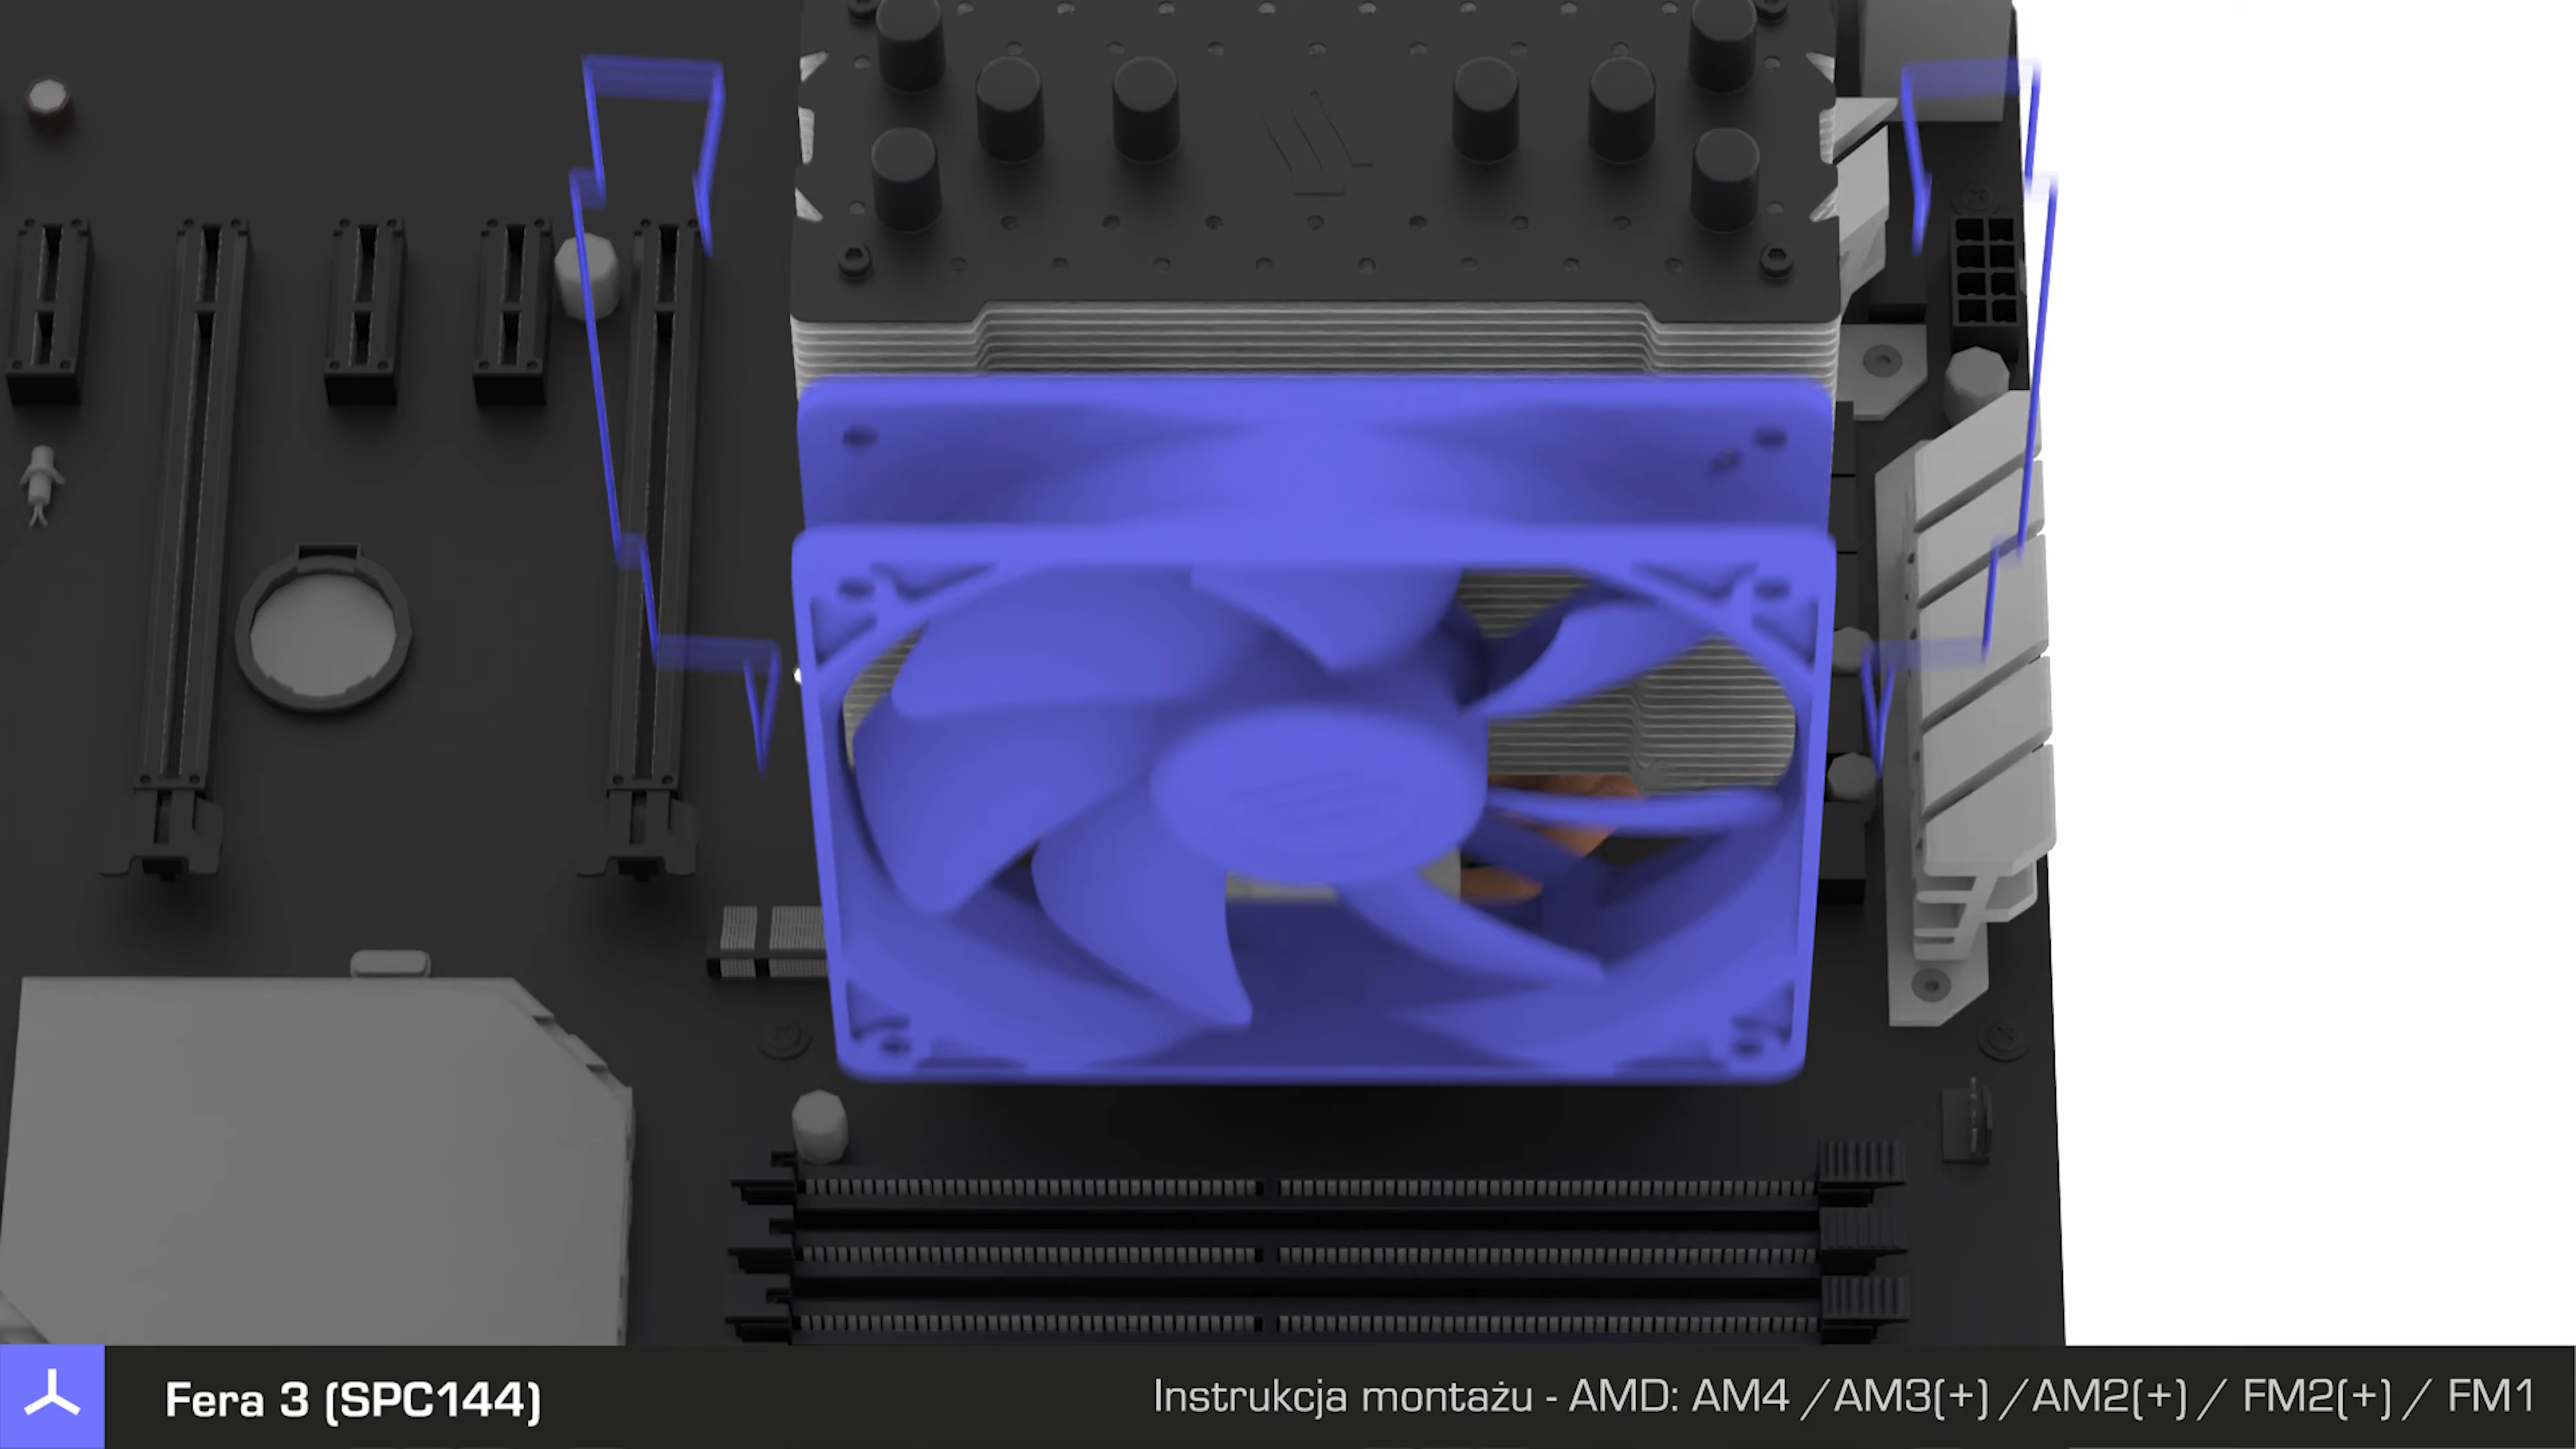 Fera 3 (SPC144)
Instrukcja montażu - AMD: AM4 /AM3(+) /AM2(+) / FM2(+) / FM1